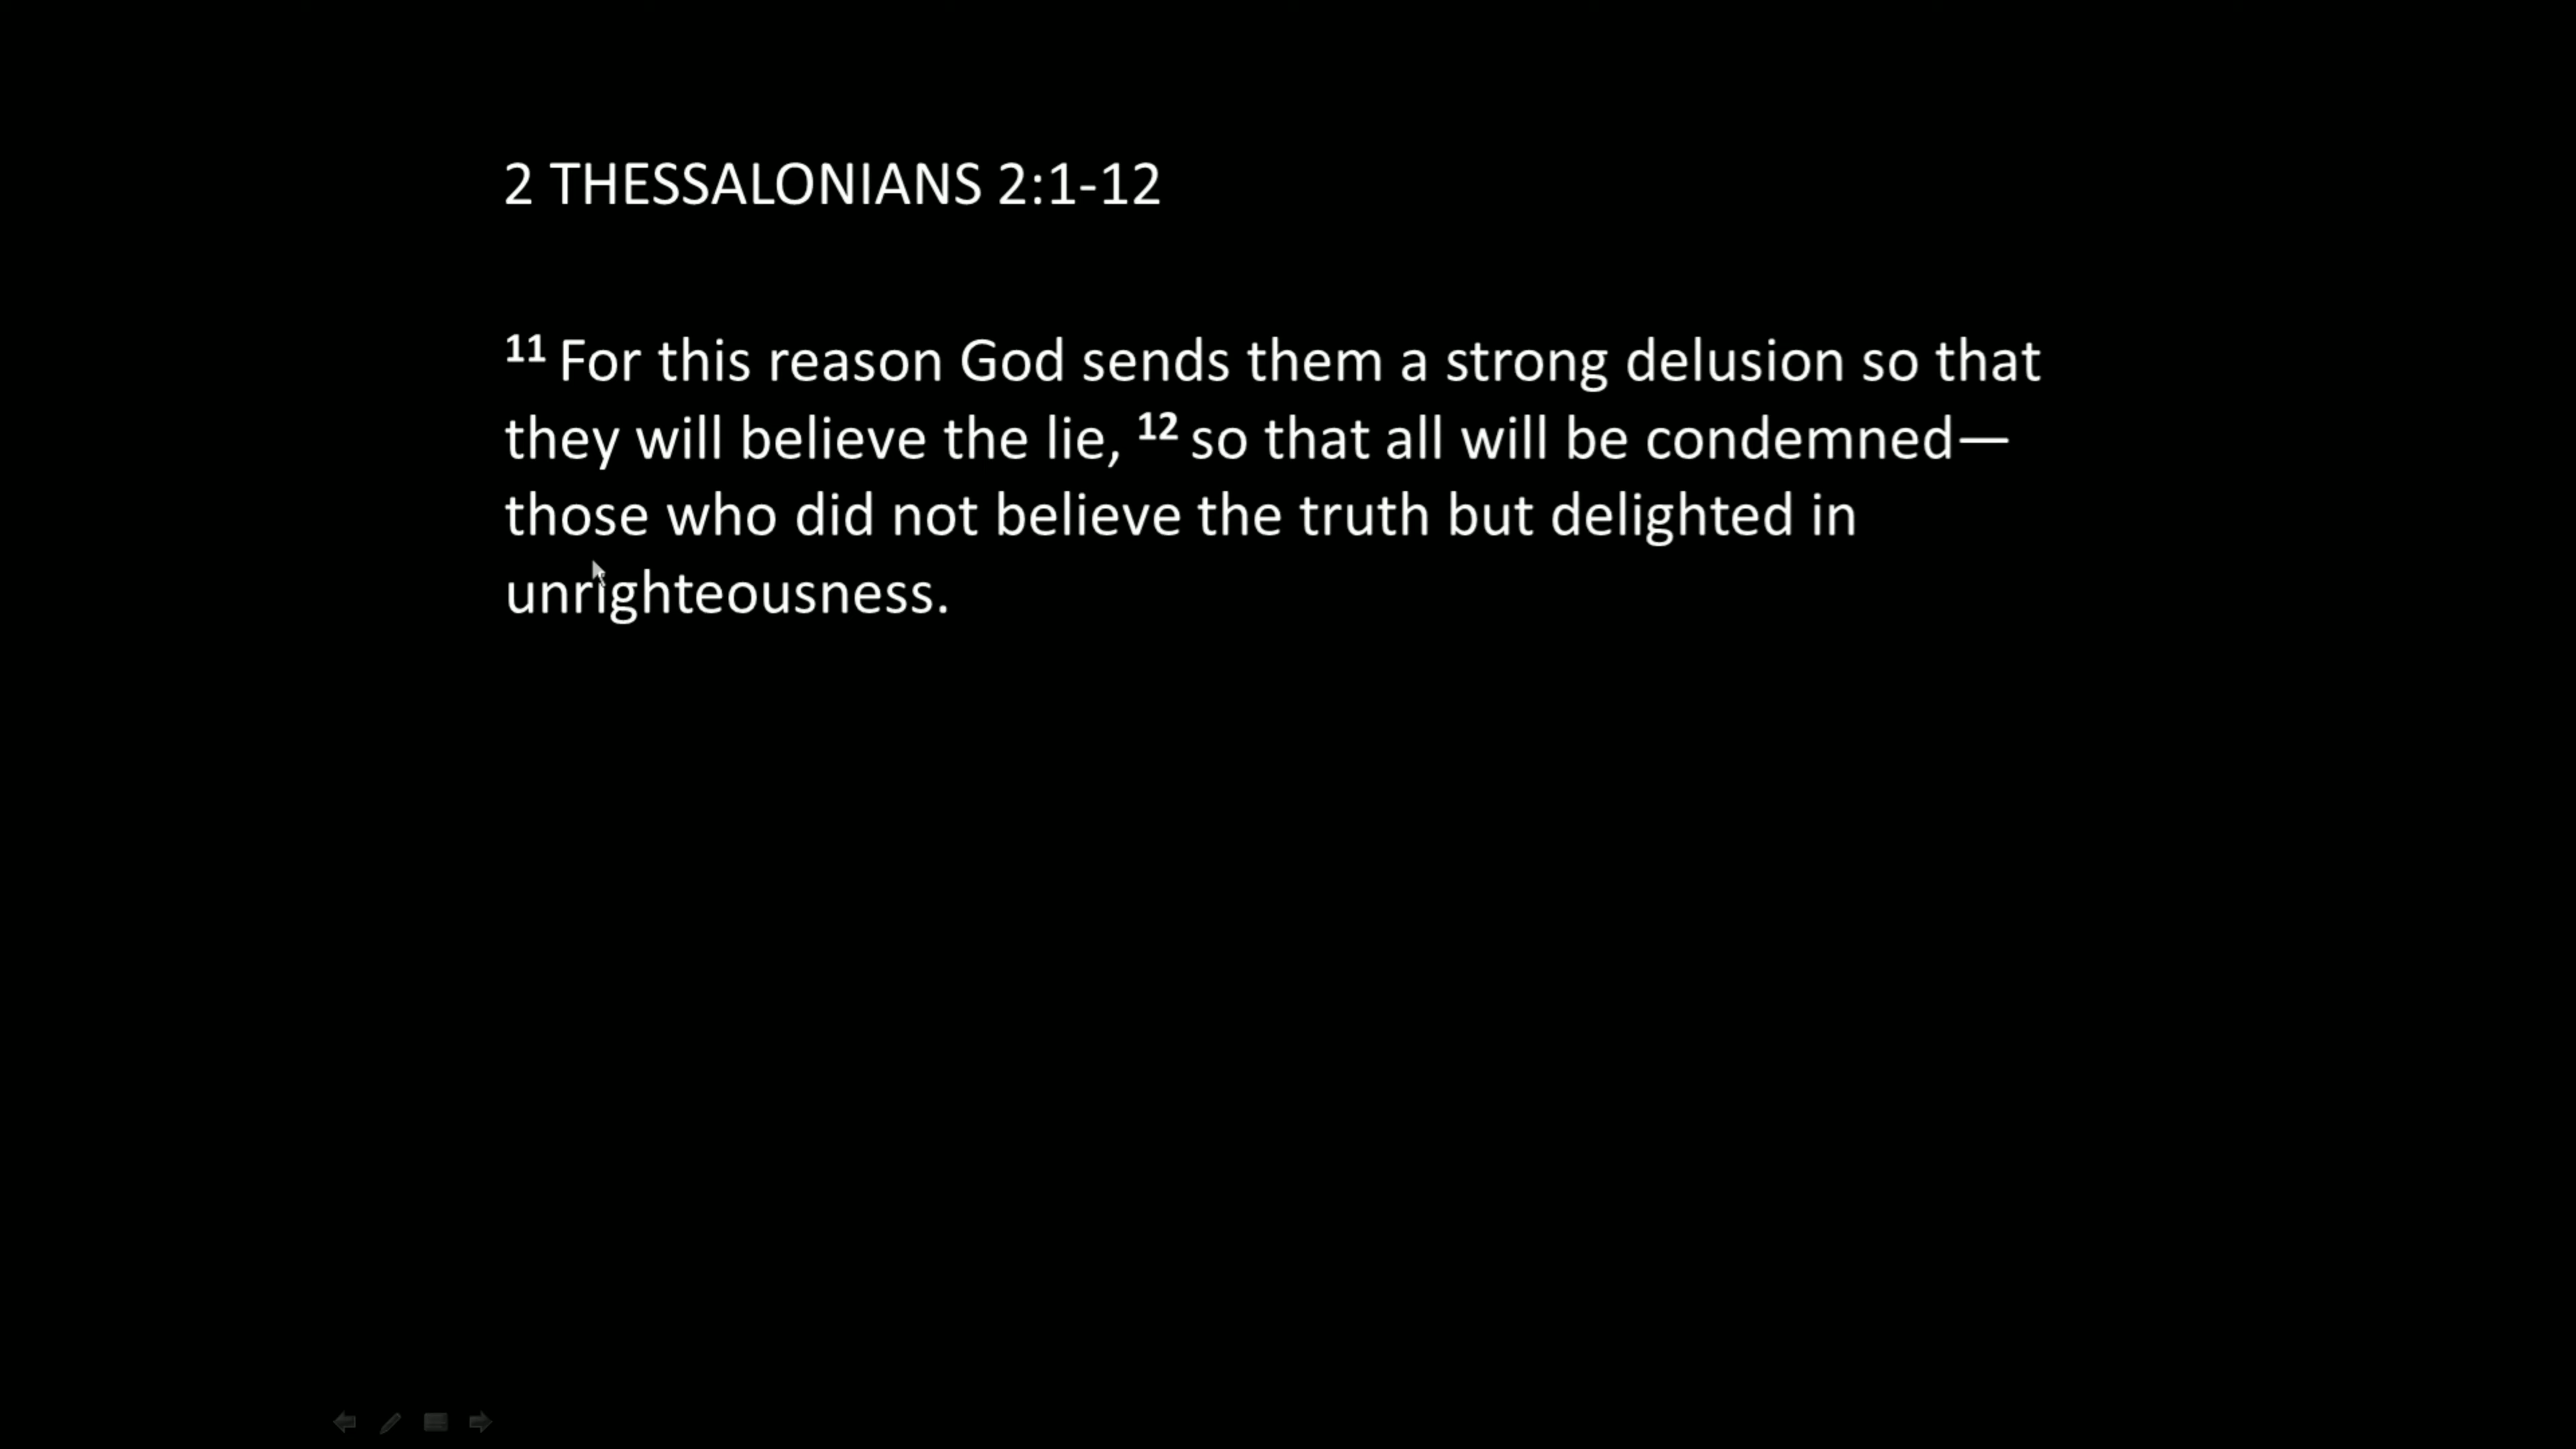 2 THESSALONIANS 2:1-12
11 For this reason God sends them a strong delusion so that
they will believe the lie, 12 so that all will be condemned—
those who did not believe the truth but delighted in
unrighteousness.